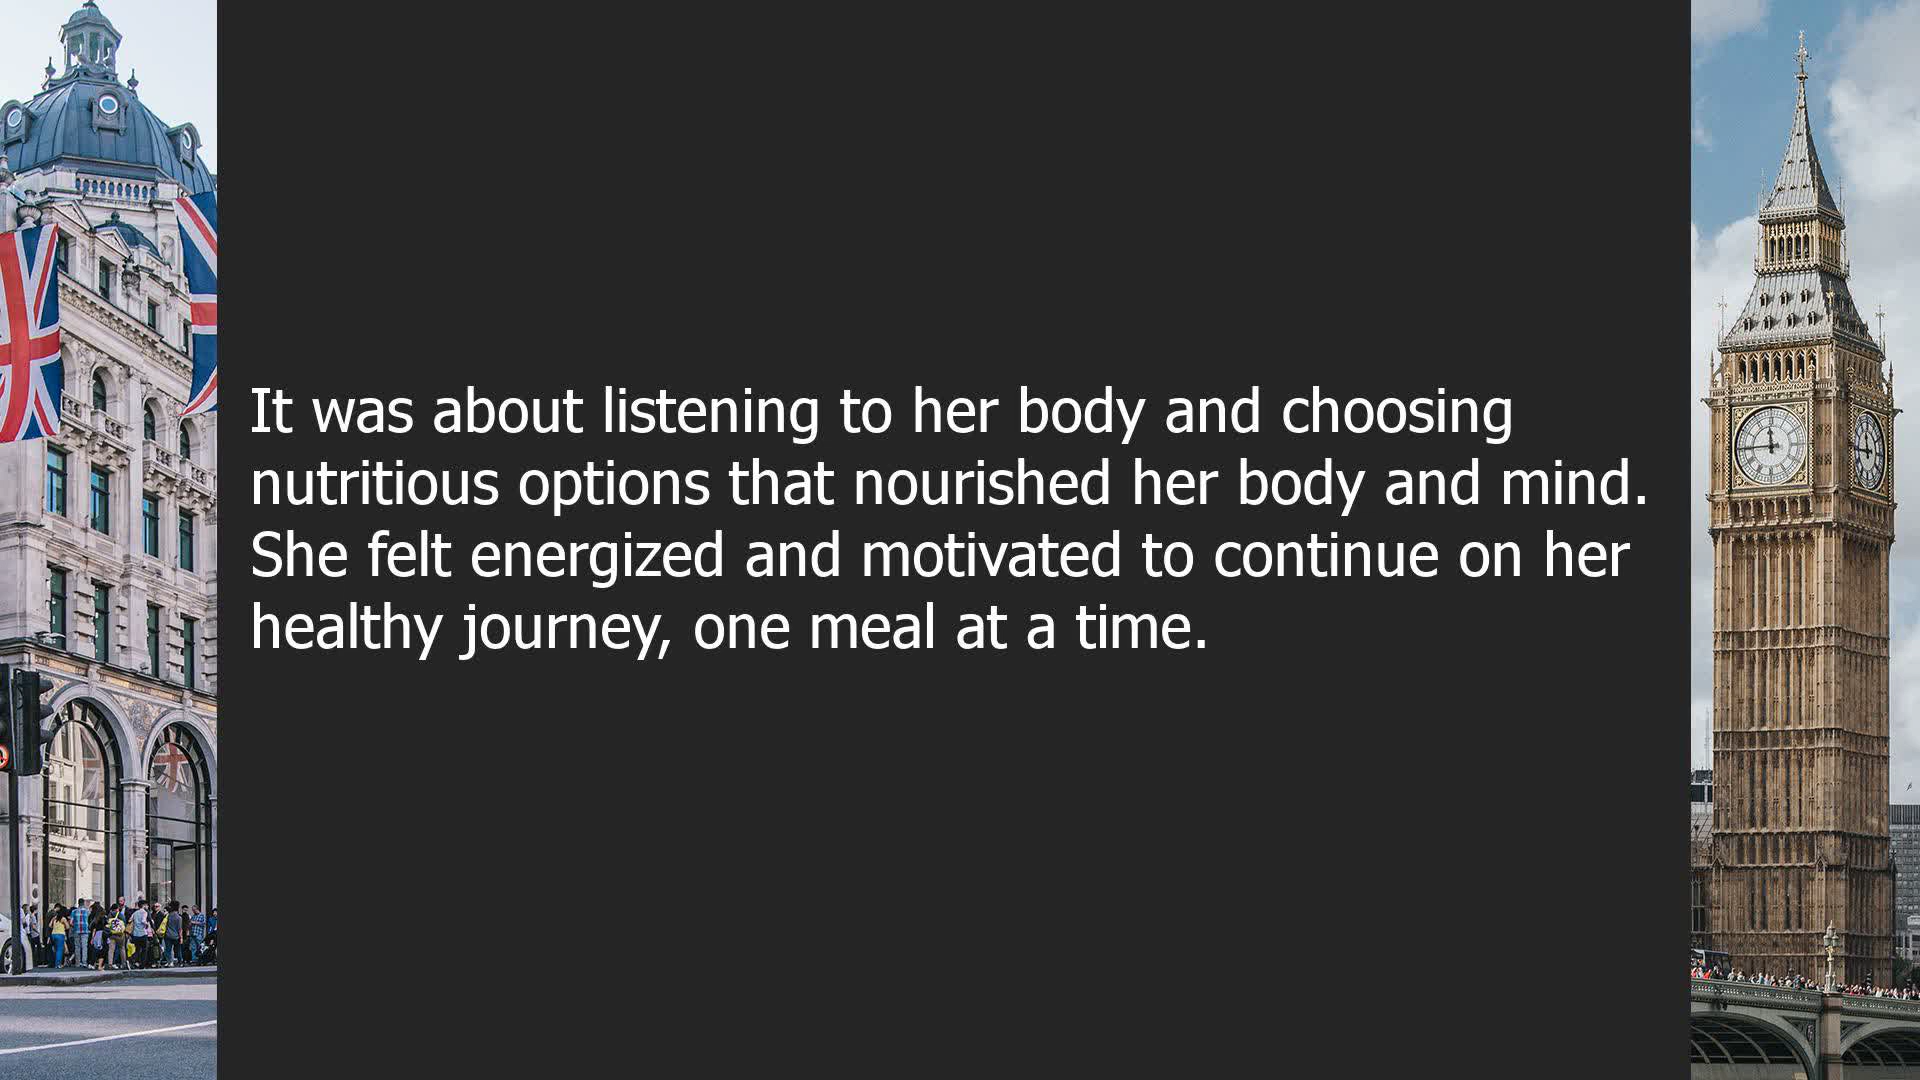 It was about listening to her body and choosing
nutritious options that nourished her body and mind.
She felt energized and motivated to continue on her
healthy journey, one meal at a time.